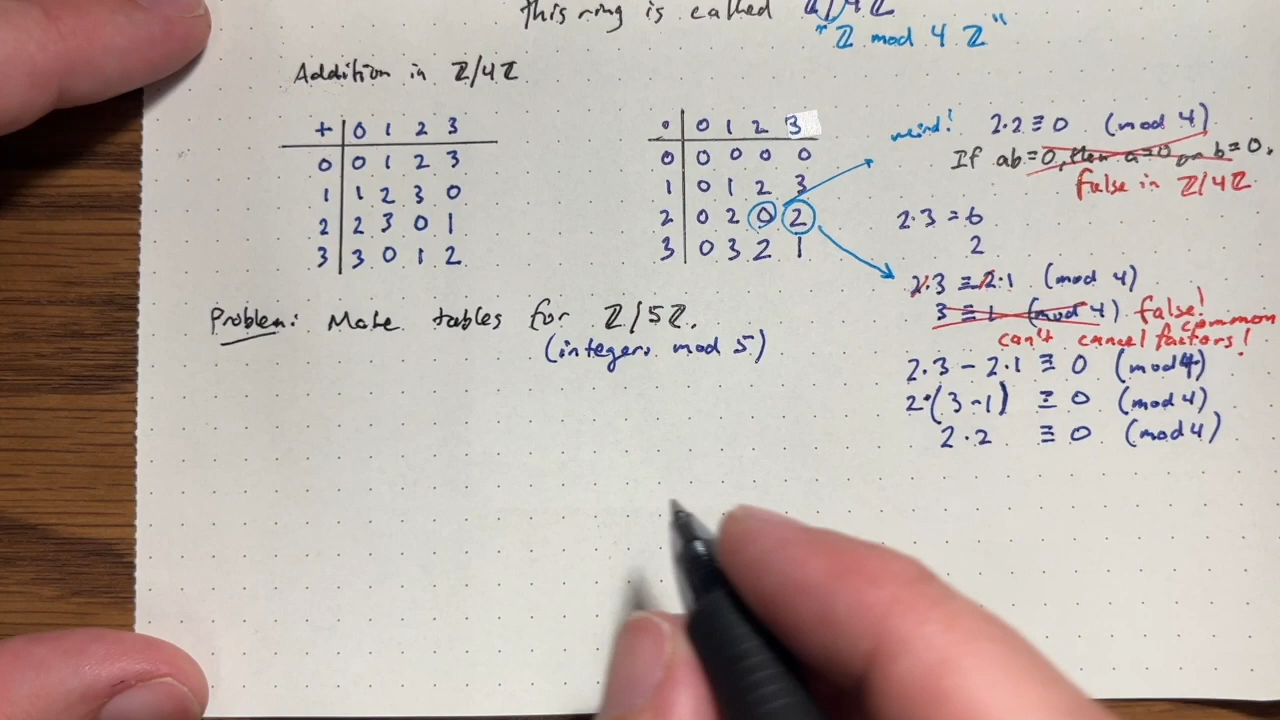 this ring is called ℤ/4ℤ
"ℤ mod 4ℤ"
Addition in ℤ/4ℤ
+ 0 1 2 3
0 0 1 2 3
1 1 2 3 0
2 2 3 0 1
3 3 0 1 2
· 0 1 2 3
0 0 0 0 0
1 0 1 2 3
2 0 2 0 2
3 0 3 2 1
weird! 2·2 ≡ 0 (mod 4)
If ab=0, then a=0 or b=0.
false in ℤ/4ℤ
2·3 = 6
2
2·3 ≡ 2·1 (mod 4)
3 ≡ 1 (mod 4) false!
can't cancel common factors!
2·3 - 2·1 ≡ 0 (mod 4)
2·(3-1) ≡ 0 (mod 4)
2·2 ≡ 0 (mod 4)
Problem: Make tables for ℤ/5ℤ.
(integers mod 5)